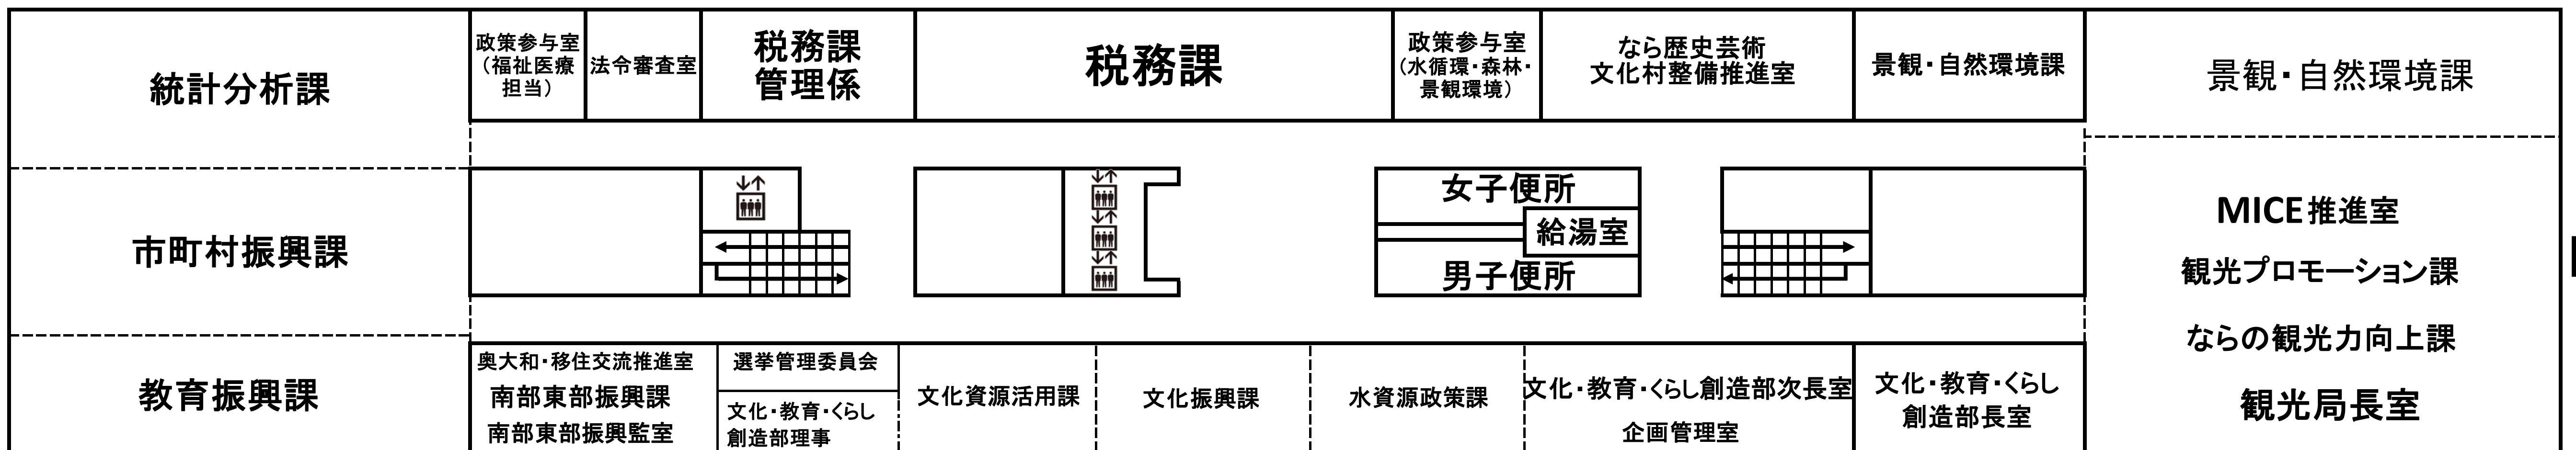 統計分析課
政策参与室
（福祉医療
担当）
法令審査室
税務課
管理係
税務課
政策参与室
（水循環・森林・
景観環境）
なら歴史芸術
文化村整備推進室
景観・自然環境課
景観・自然環境課
市町村振興課
女子便所
給湯室
男子便所
MICE推進室
観光プロモーション課
ならの観光力向上課
観光局長室
教育振興課
奥大和・移住交流推進室
南部東部振興課
南部東部振興監室
選挙管理委員会
文化・教育・くらし
創造部理事
文化資源活用課
文化振興課
水資源政策課
文化・教育・くらし創造部次長室
企画管理室
文化・教育・くらし
創造部長室